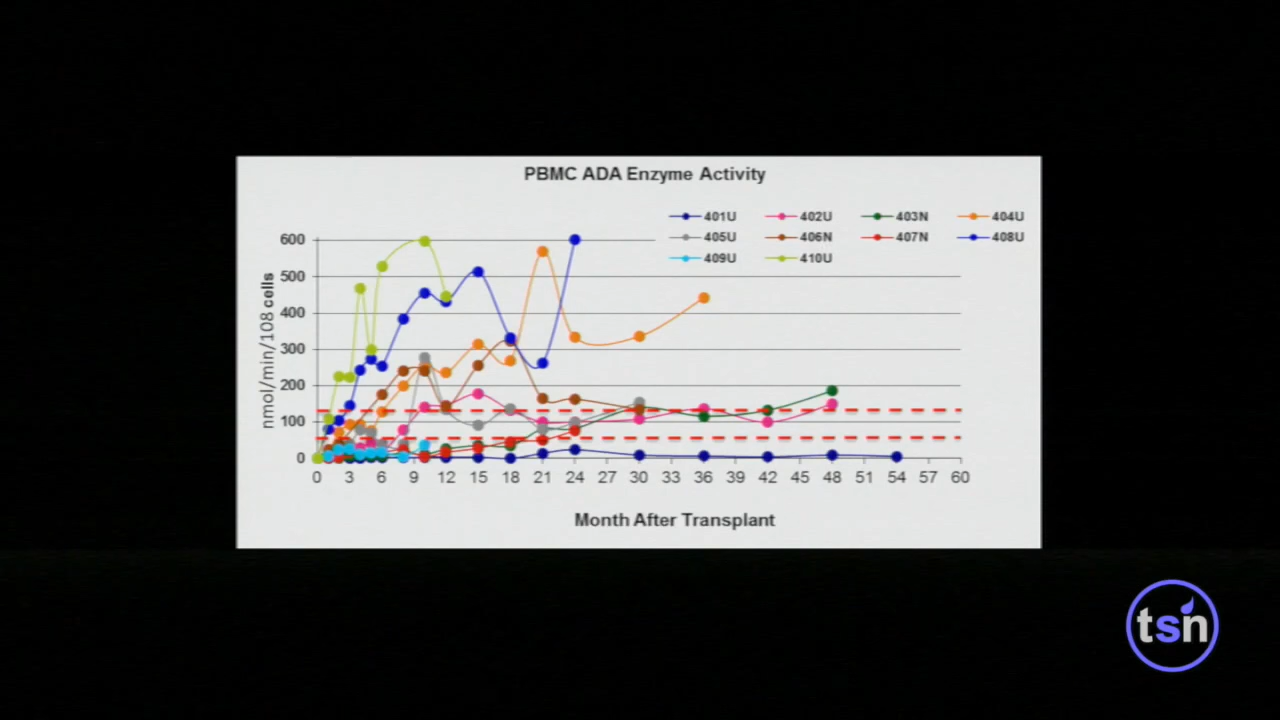 PBMC ADA Enzyme Activity
401U 402U 403N 404U
405U 406N 407N 408U
409U 410U
600
500
400
300
200
100
0
nmol/min/108 cells
0 3 6 9 12 15 18 21 24 27 30 33 36 39 42 45 48 51 54 57 60
Month After Transplant
tsn